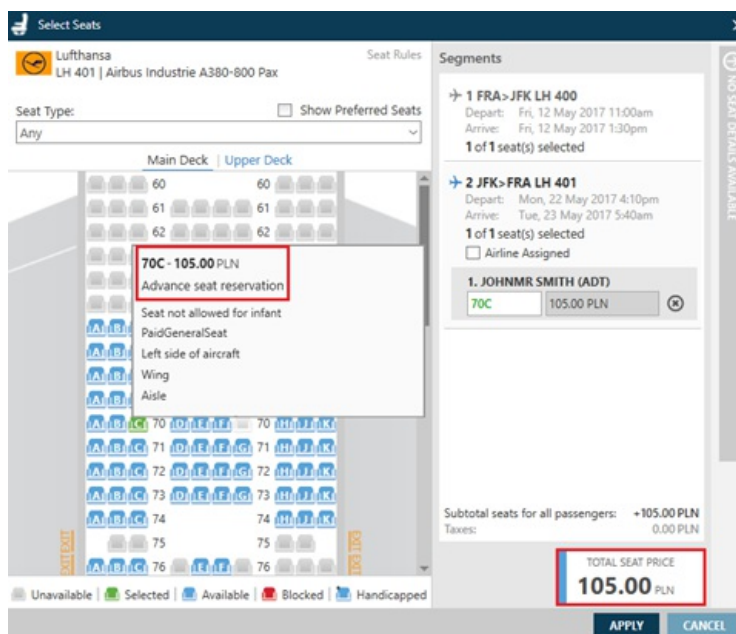 Select Seats
Lufthansa
LH 401 | Airbus Industrie A380-800 Pax
Seat Rules
Seat Type:
Show Preferred Seats
Any
Main Deck | Upper Deck
60 60
61 61
62 62
70C - 105.00 PLN
Advance seat reservation
Seat not allowed for infant
PaidGeneralSeat
Left side of aircraft
Wing
Aisle
A B
A B
A B
A B
A B C 70 D E F 70 H J K
A B C 71 D E F G 71 H J K
A B C 72 D E F G 72 H J K
A B C 73 D E F G 73 H J K
A B C 74 74 H J K
EXIT EXIT 75 75 EXIT EXIT
A B C 76 E F 76
Unavailable | Selected | Available | Blocked | Handicapped
Segments
1 FRA>JFK LH 400
Depart: Fri, 12 May 2017 11:00am
Arrive: Fri, 12 May 2017 1:30pm
1 of 1 seat(s) selected
2 JFK>FRA LH 401
Depart: Mon, 22 May 2017 4:10pm
Arrive: Tue, 23 May 2017 5:40am
1 of 1 seat(s) selected
Airline Assigned
1. JOHNMR SMITH (ADT)
70C 105.00 PLN
Subtotal seats for all passengers: +105.00 PLN
Taxes: 0.00 PLN
TOTAL SEAT PRICE
105.00 PLN
APPLY CANCEL
NO SEAT DETAILS AVAILABLE